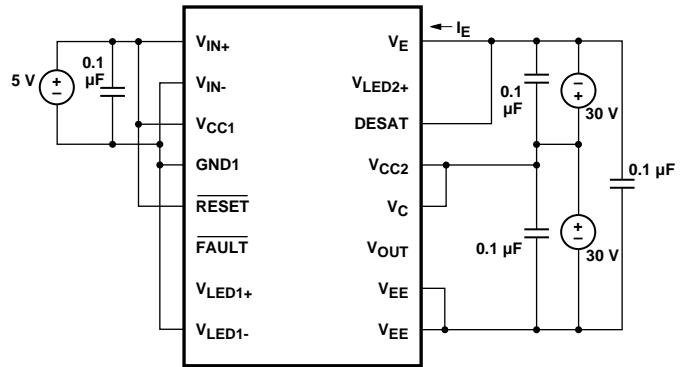 I_E
V_IN+
V_E
0.1
µF
5 V
+
−
V_IN-
V_LED2+
0.1
µF
−
+
30 V
V_CC1
DESAT
GND1
V_CC2
0.1 µF
RESET
V_C
FAULT
V_OUT
0.1 µF
+
−
30 V
V_LED1+
V_EE
V_LED1-
V_EE